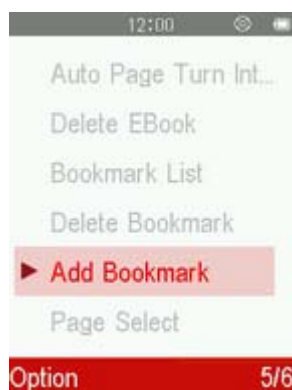 12:00
Auto Page Turn Int...
Delete EBook
Bookmark List
Delete Bookmark
Add Bookmark
Page Select
Option 5/6